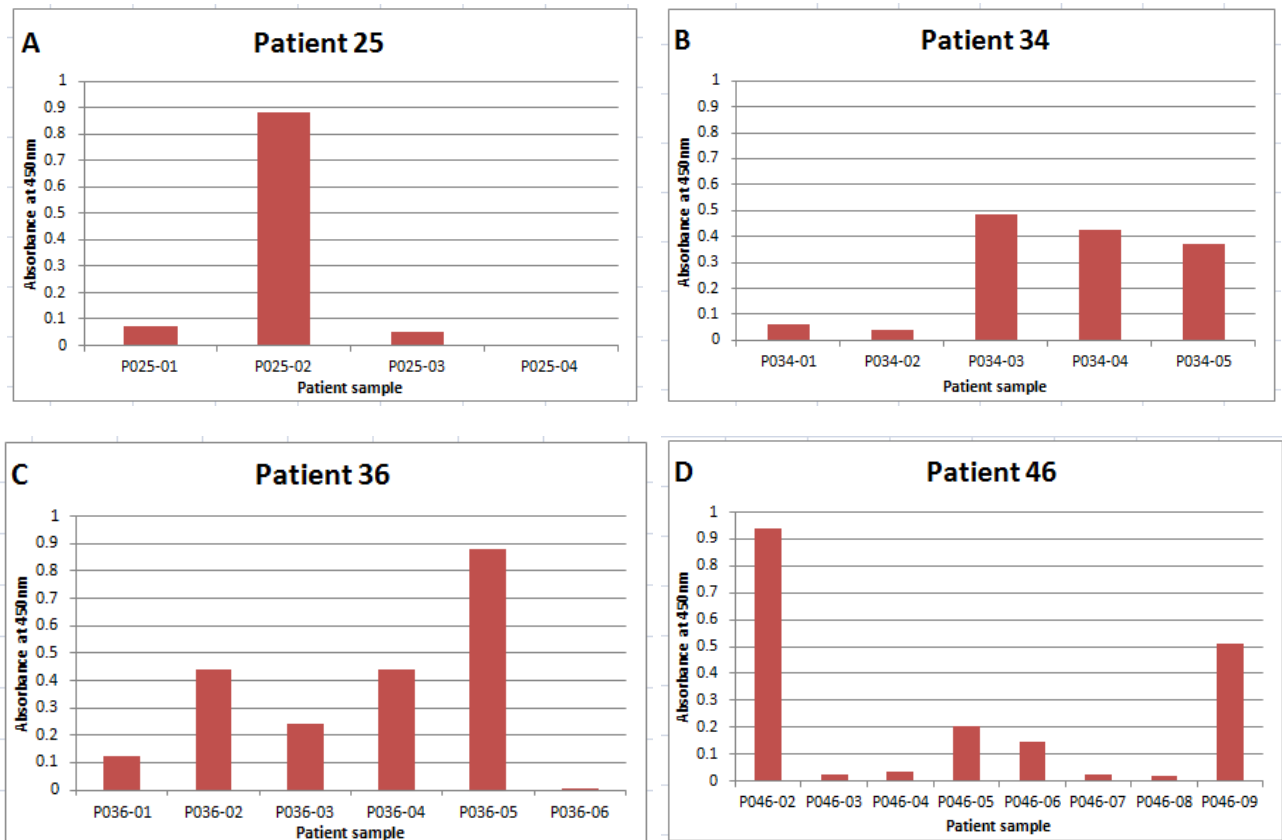 A
Patient 25
Absorbance at 450nm
1
0.9
0.8
0.7
0.6
0.5
0.4
0.3
0.2
0.1
0
P025-01 P025-02 P025-03 P025-04
Patient sample
B
Patient 34
Absorbance at 450nm
1
0.9
0.8
0.7
0.6
0.5
0.4
0.3
0.2
0.1
0
P034-01 P034-02 P034-03 P034-04 P034-05
Patient sample
C
Patient 36
Absorbance at 450nm
1
0.9
0.8
0.7
0.6
0.5
0.4
0.3
0.2
0.1
0
P036-01 P036-02 P036-03 P036-04 P036-05 P036-06
Patient sample
D
Patient 46
Absorbance at 450nm
1
0.9
0.8
0.7
0.6
0.5
0.4
0.3
0.2
0.1
0
P046-02 P046-03 P046-04 P046-05 P046-06 P046-07 P046-08 P046-09
Patient sample